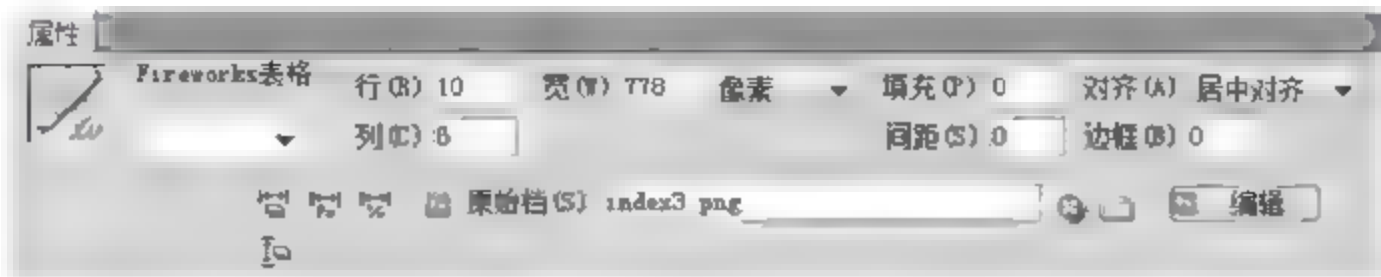 属性
Fireworks表格 行(R) 10 宽(W) 778 像素 填充(P) 0 对齐(A) 居中对齐
列(C) 6 间距(S) 0 边框(B) 0
原始档(S) index3 png 编辑